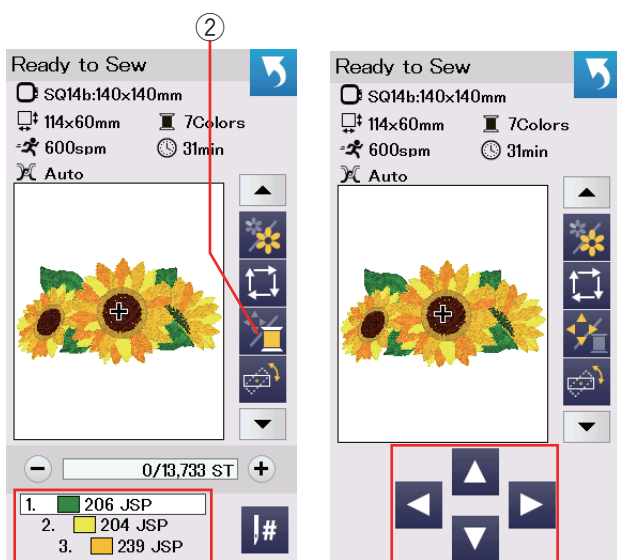 ②
Ready to Sew
SQ14b:140x140mm
114x60mm 7Colors
600spm 31min
Auto
0/13,733 ST
1. 206 JSP
2. 204 JSP
3. 239 JSP
#
Ready to Sew
SQ14b:140x140mm
114x60mm 7Colors
600spm 31min
Auto